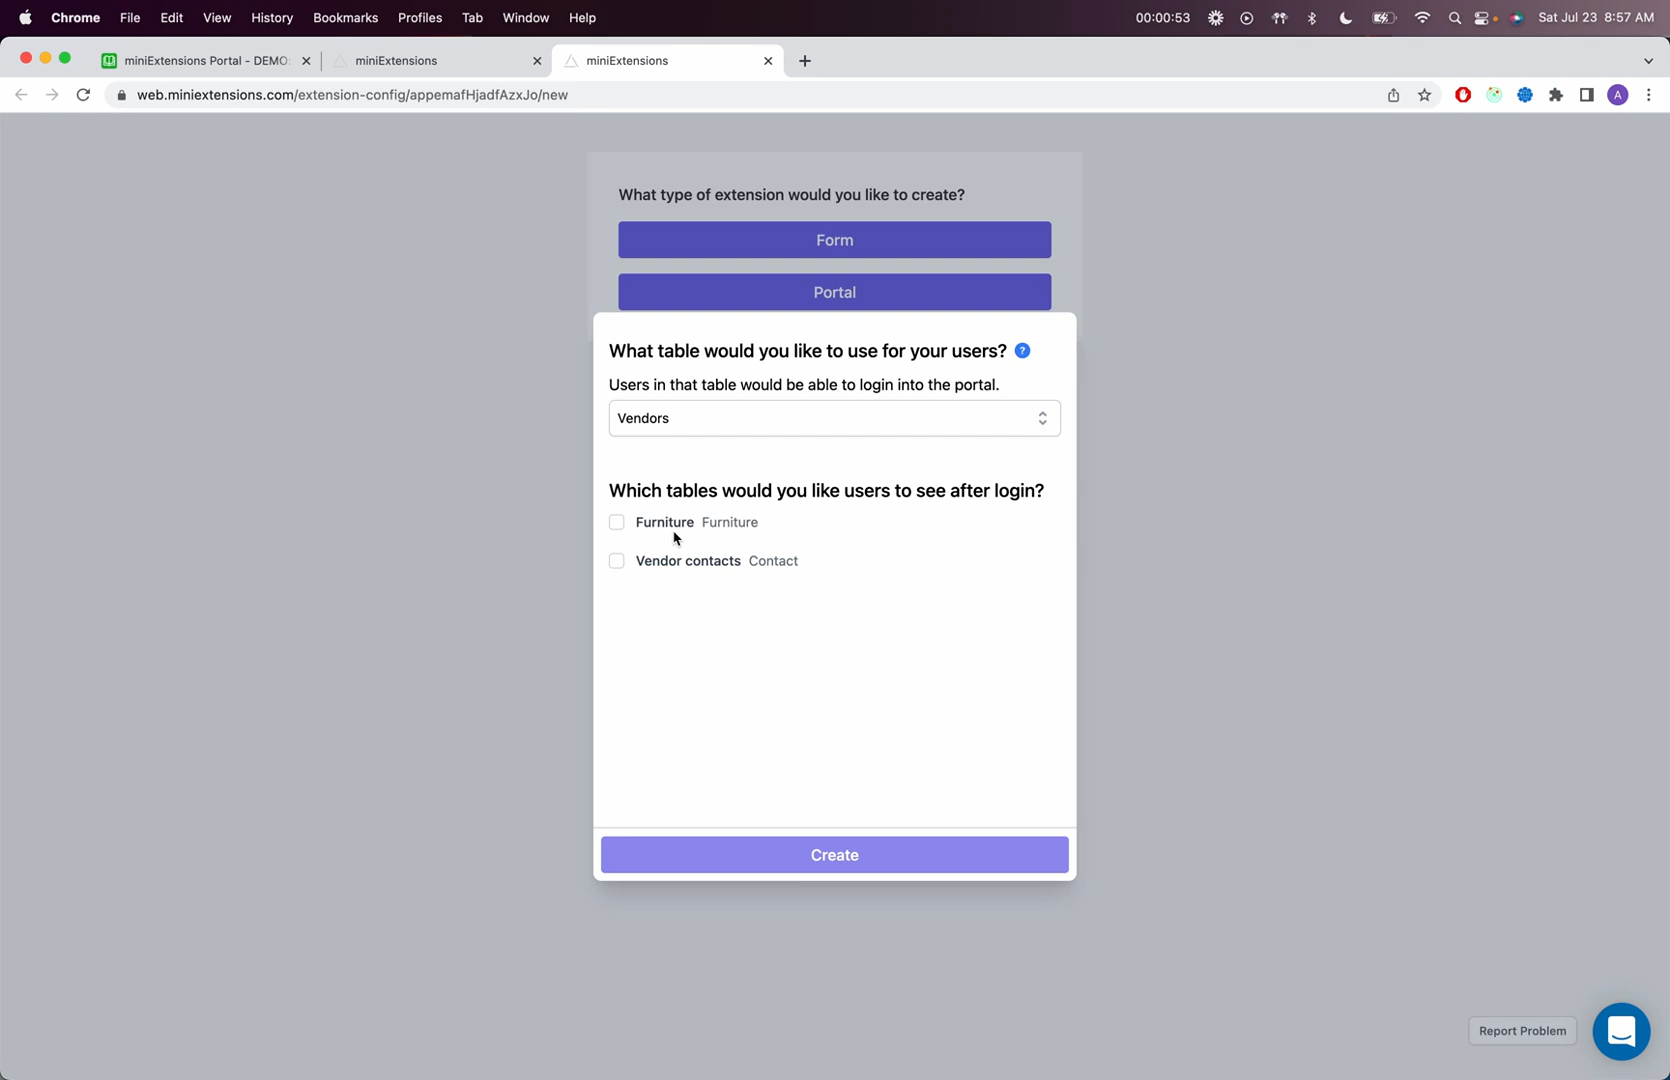 Chrome File Edit View History Bookmarks Profiles Tab Window Help 00:00:53 Sat Jul 23 8:57 AM
miniExtensions Portal - DEMO: miniExtensions miniExtensions
web.miniextensions.com/extension-config/appemafHjadfAzxJo/new A
What type of extension would you like to create?
Form
Portal
What table would you like to use for your users? ?
Users in that table would be able to login into the portal.
Vendors
Which tables would you like users to see after login?
Furniture Furniture
Vendor contacts Contact
Create
Report Problem